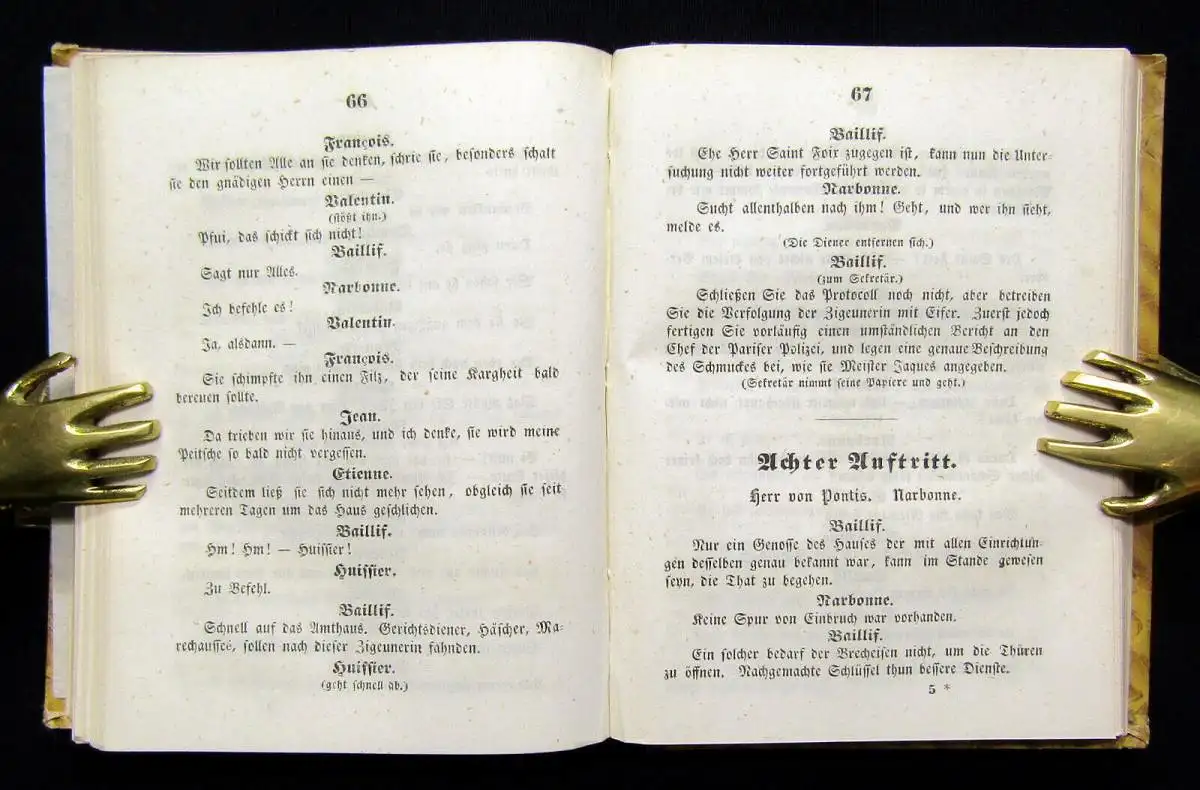 66
François.
Wir sollten Alle an sie denken, schrie sie, besonders schalt
sie den gnädigen Herrn einen —
Valentin.
(stößt ihn.)
Pfui, das schickt sich nicht!
Baillif.
Sagt nur Alles.
Narbonne.
Ich befehle es!
Valentin.
Ja, alsdann. —
François.
Sie schimpfte ihn einen Filz, der seine Kargheit bald
bereuen sollte.
Jean.
Da trieben wir sie hinaus, und ich denke, sie wird meine
Peitsche so bald nicht vergessen.
Etienne.
Seitdem ließ sie sich nicht mehr sehen, obgleich sie seit
mehreren Tagen um das Haus geschlichen.
Baillif.
Hm! Hm! — Huissier!
Huissier.
Zu Befehl.
Baillif.
Schnell auf das Amthaus. Gerichtsdiener, Häscher, Ma-
rechaussee, sollen nach dieser Zigeunerin fahnden.
Huissier.
(geht schnell ab.)
67
Baillif.
Ehe Herr Saint Foix zugegen ist, kann nun die Unter-
suchung nicht weiter fortgeführt werden.
Narbonne.
Sucht allenthalben nach ihm! Geht, und wer ihn sieht,
melde es.
(Die Diener entfernen sich.)
Baillif.
(zum Sekretär.)
Schließen Sie das Protocoll noch nicht, aber betreiben
Sie die Verfolgung der Zigeunerin mit Eifer. Zuerst jedoch
fertigen Sie vorläufig einen umständlichen Bericht an den
Chef der Pariser Polizei, und legen eine genaue Beschreibung
des Schmuckes bei, wie sie Meister Jaques angegeben.
(Sekretär nimmt seine Papiere und geht.)
Achter Auftritt.
Herr von Pontis. Narbonne.
Baillif.
Nur ein Genosse des Hauses der mit allen Einrichtun-
gen desselben genau bekannt war, kann im Stande gewesen
seyn, die That zu begehen.
Narbonne.
Keine Spur von Einbruch war vorhanden.
Baillif.
Ein solcher bedarf der Brecheisen nicht, um die Thüren
zu öffnen. Nachgemachte Schlüssel thun bessere Dienste.
5 *